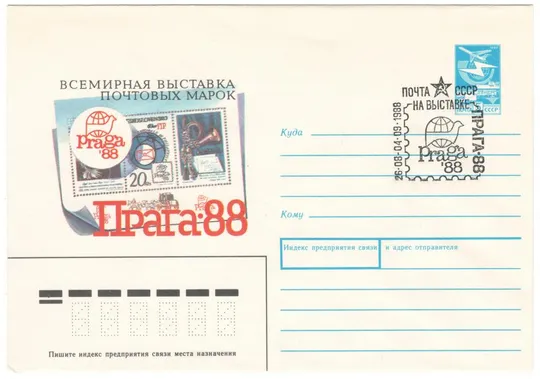 ВСЕМИРНАЯ ВЫСТАВКА
ПОЧТОВЫХ МАРОК
praga
'88
20к
Прага·88
ПОЧТА СССР
НА ВЫСТАВКЕ
26-08-04-09-1988
ПРАГА-88
praga
'88
Куда
Кому
Индекс предприятия связи и адрес отправителя
Пишите индекс предприятия связи места назначения